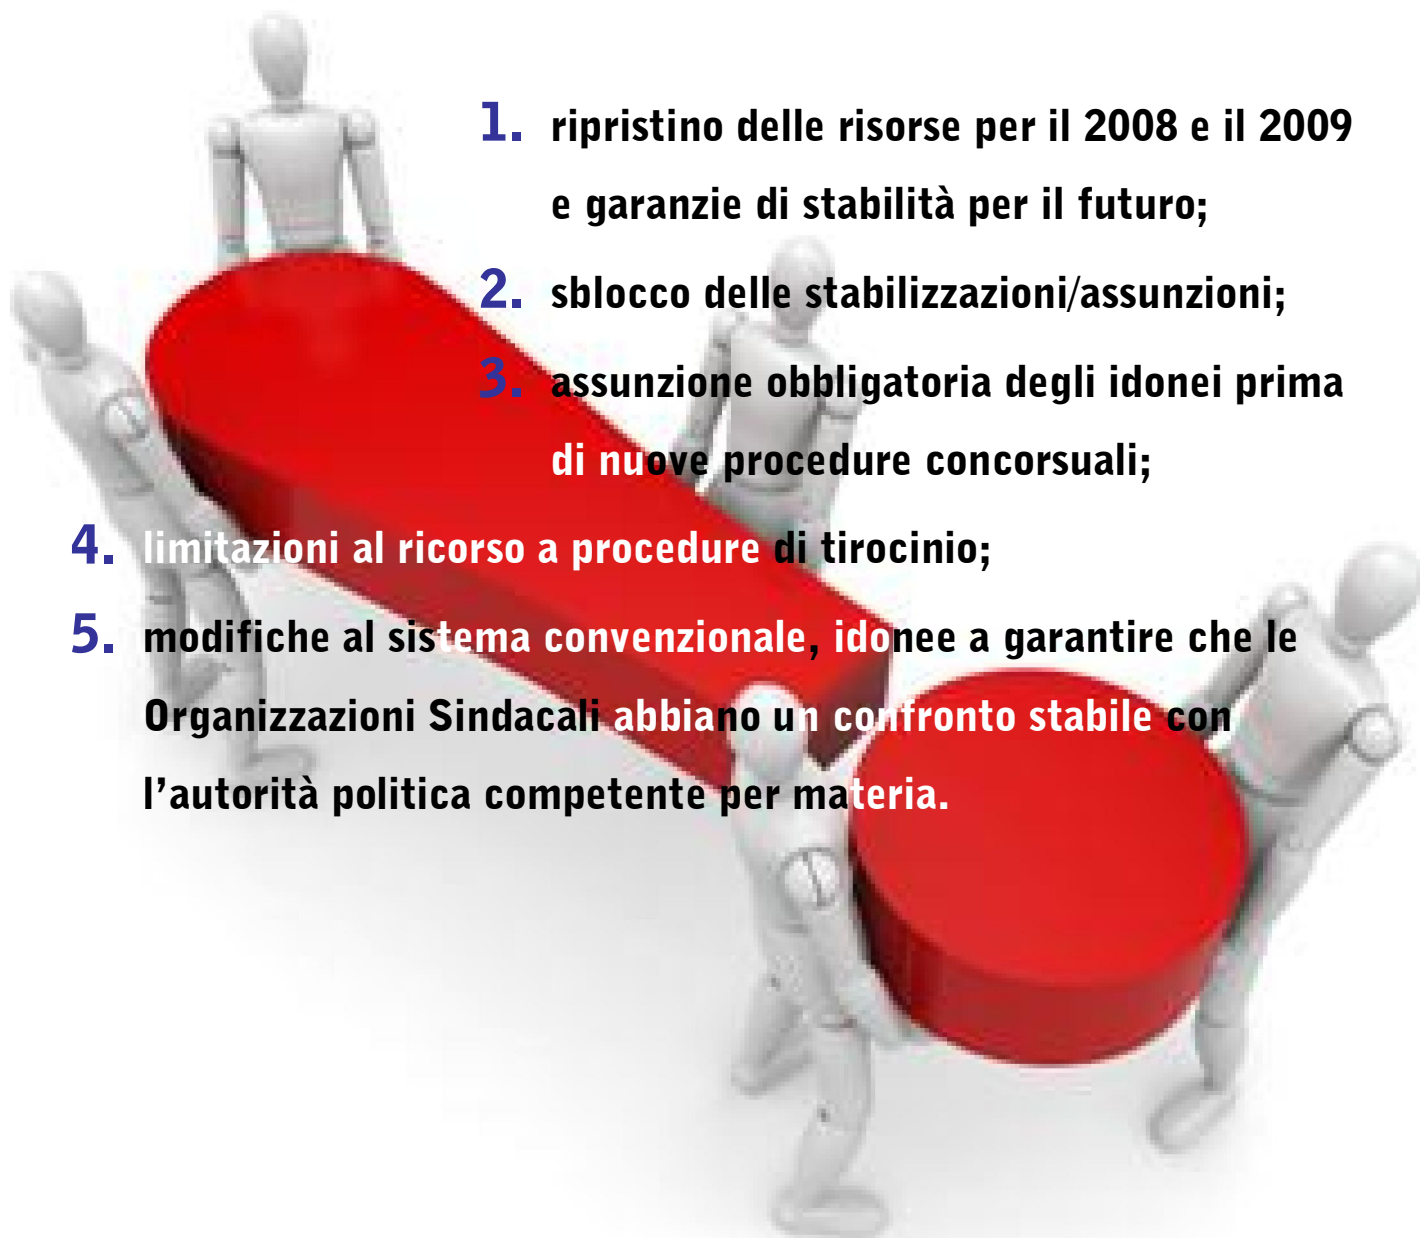 1. ripristino delle risorse per il 2008 e il 2009
e garanzie di stabilità per il futuro;
2. sblocco delle stabilizzazioni/assunzioni;
3. assunzione obbligatoria degli idonei prima
di nuove procedure concorsuali;
4. limitazioni al ricorso a procedure di tirocinio;
5. modifiche al sistema convenzionale, idonee a garantire che le
Organizzazioni Sindacali abbiano un confronto stabile con
l’autorità politica competente per materia.